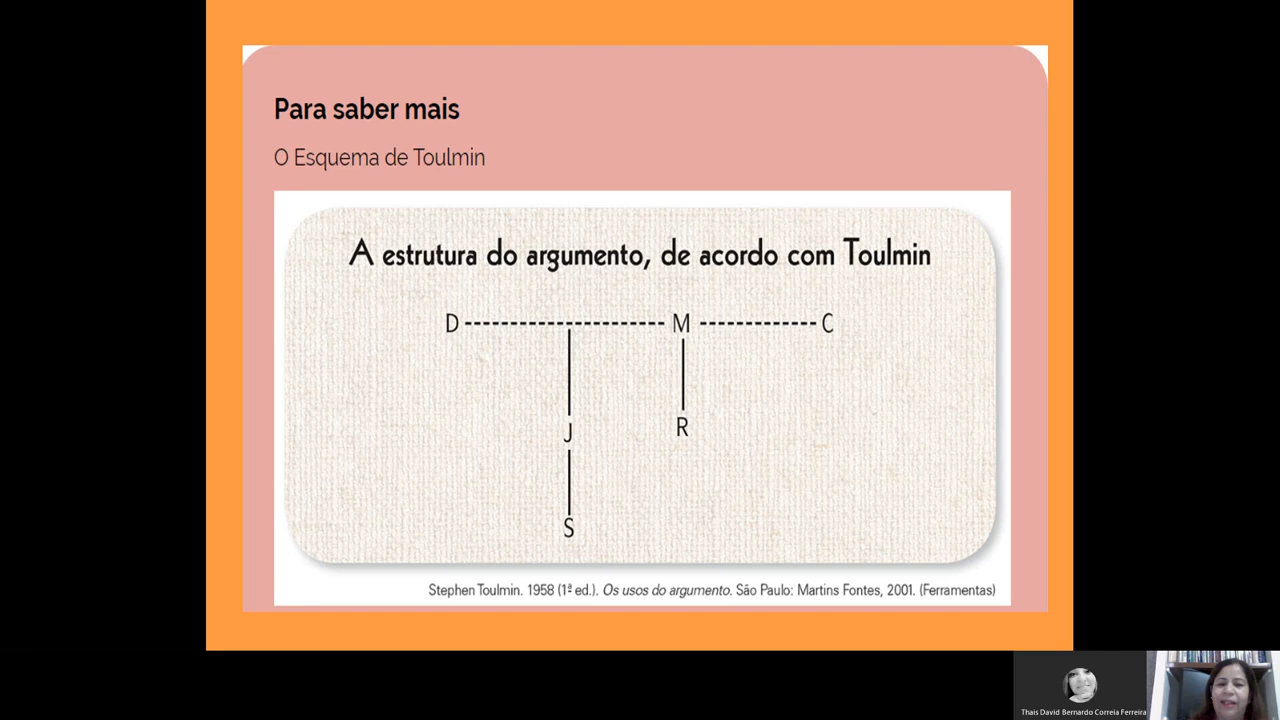 Para saber mais
O Esquema de Toulmin
A estrutura do argumento, de acordo com Toulmin
D ---------------------- M ------------- C
J
R
S
Stephen Toulmin. 1958 (1ª ed.). Os usos do argumento. São Paulo: Martins Fontes, 2001. (Ferramentas)
Thais David Bernardo Correia Ferreira